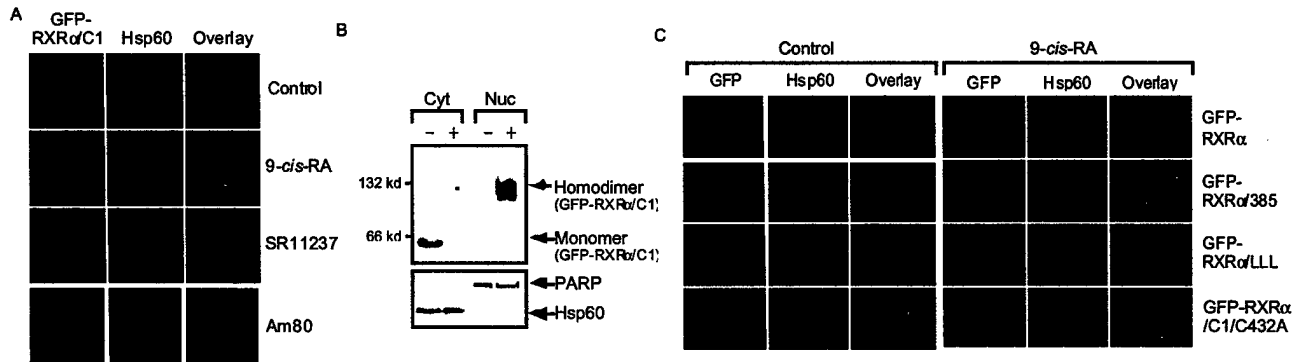 A
GFP-
RXRα/C1 Hsp60 Overlay
Control
9-cis-RA
SR11237
Am80
B
Cyt Nuc
− + − +
132 kd
Homodimer
(GFP-RXRα/C1)
66 kd
Monomer
(GFP-RXRα/C1)
PARP
Hsp60
C
Control 9-cis-RA
GFP Hsp60 Overlay GFP Hsp60 Overlay
GFP-
RXRα
GFP-
RXRα/385
GFP-
RXRα/LLL
GFP-RXRα
/C1/C432A